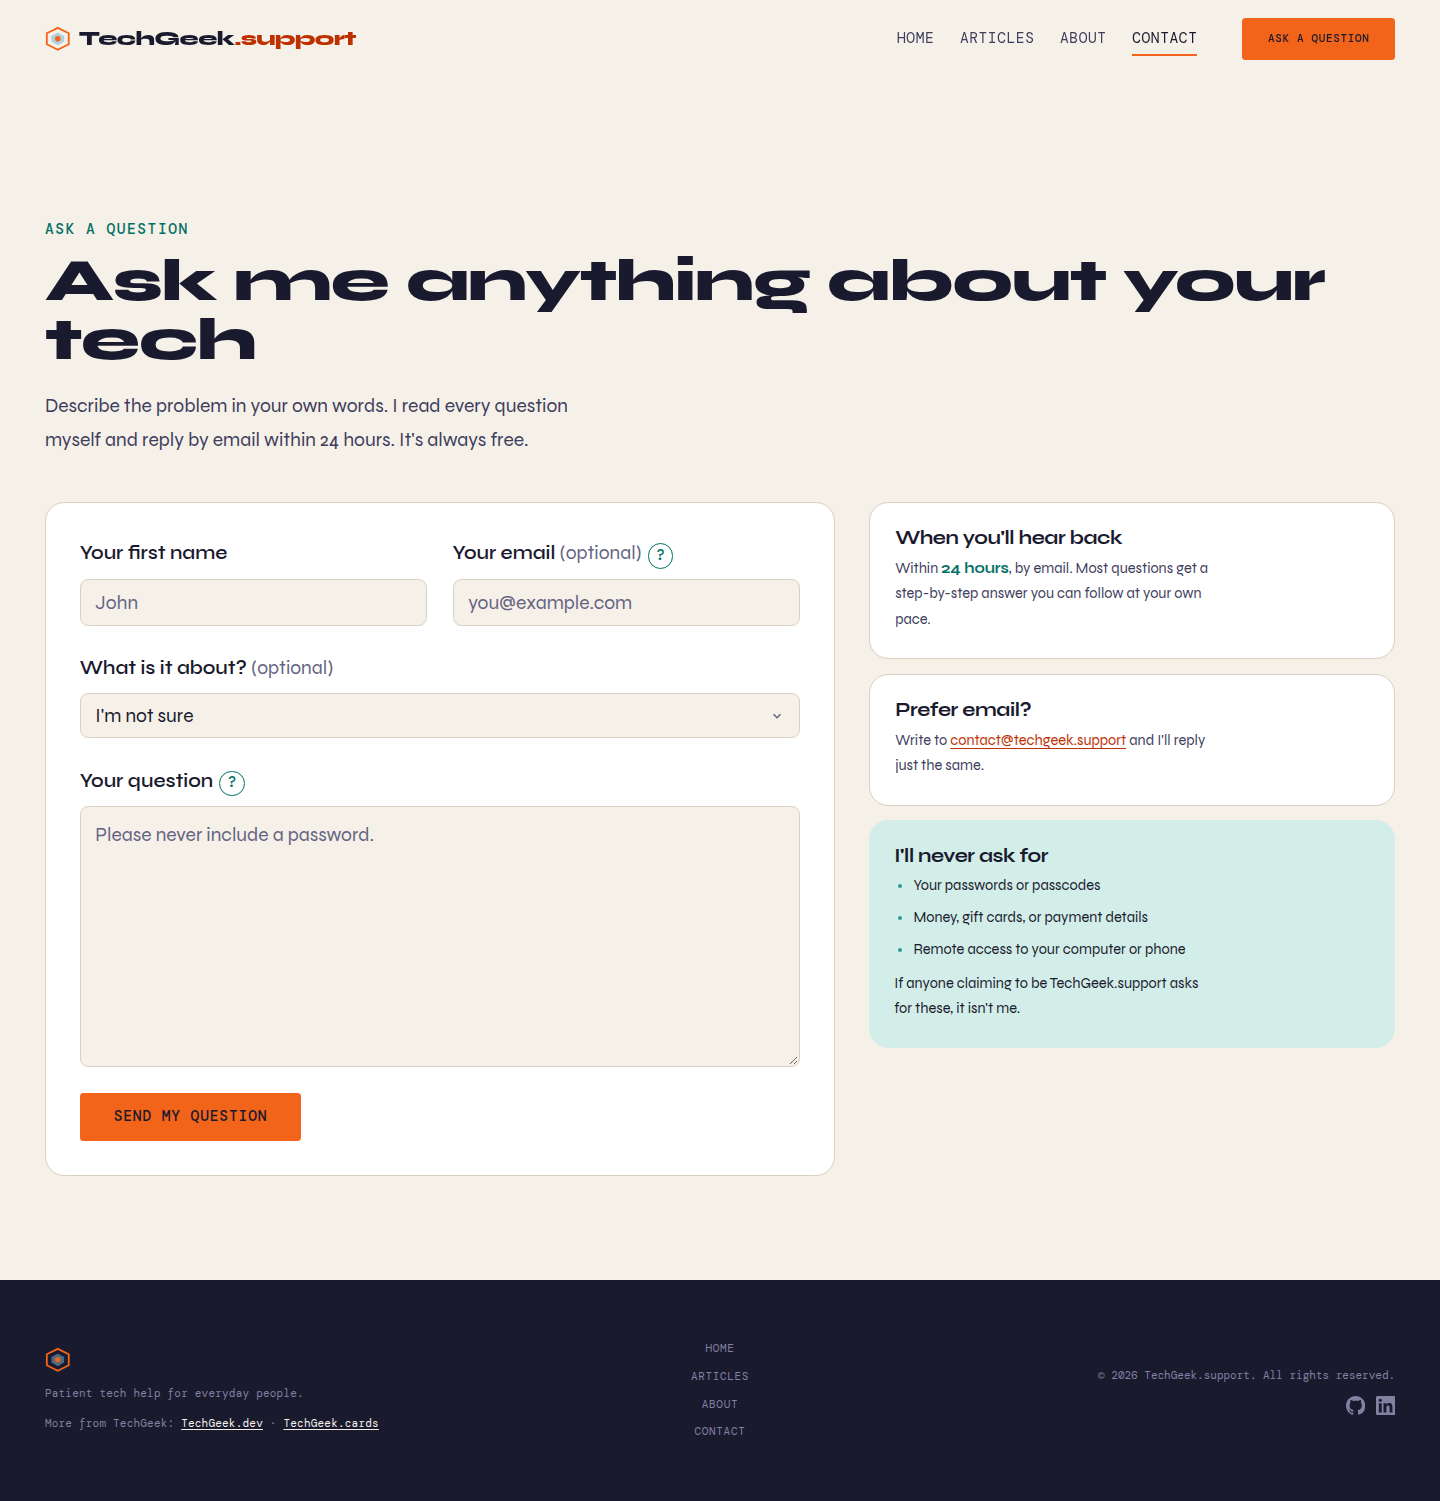 TechGeek.support
HOME
ARTICLES
ABOUT
CONTACT
ASK A QUESTION
ASK A QUESTION
Ask me anything about your
tech
Describe the problem in your own words. I read every question
myself and reply by email within 24 hours. It's always free.
Your first name
John
Your email (optional) ?
you@example.com
What is it about? (optional)
I'm not sure
Your question ?
Please never include a password.
SEND MY QUESTION
When you'll hear back
Within 24 hours, by email. Most questions get a
step-by-step answer you can follow at your own
pace.
Prefer email?
Write to contact@techgeek.support and I'll reply
just the same.
I'll never ask for
• Your passwords or passcodes
• Money, gift cards, or payment details
• Remote access to your computer or phone
If anyone claiming to be TechGeek.support asks
for these, it isn't me.
Patient tech help for everyday people.
More from TechGeek: TechGeek.dev · TechGeek.cards
HOME
ARTICLES
ABOUT
CONTACT
© 2026 TechGeek.support. All rights reserved.